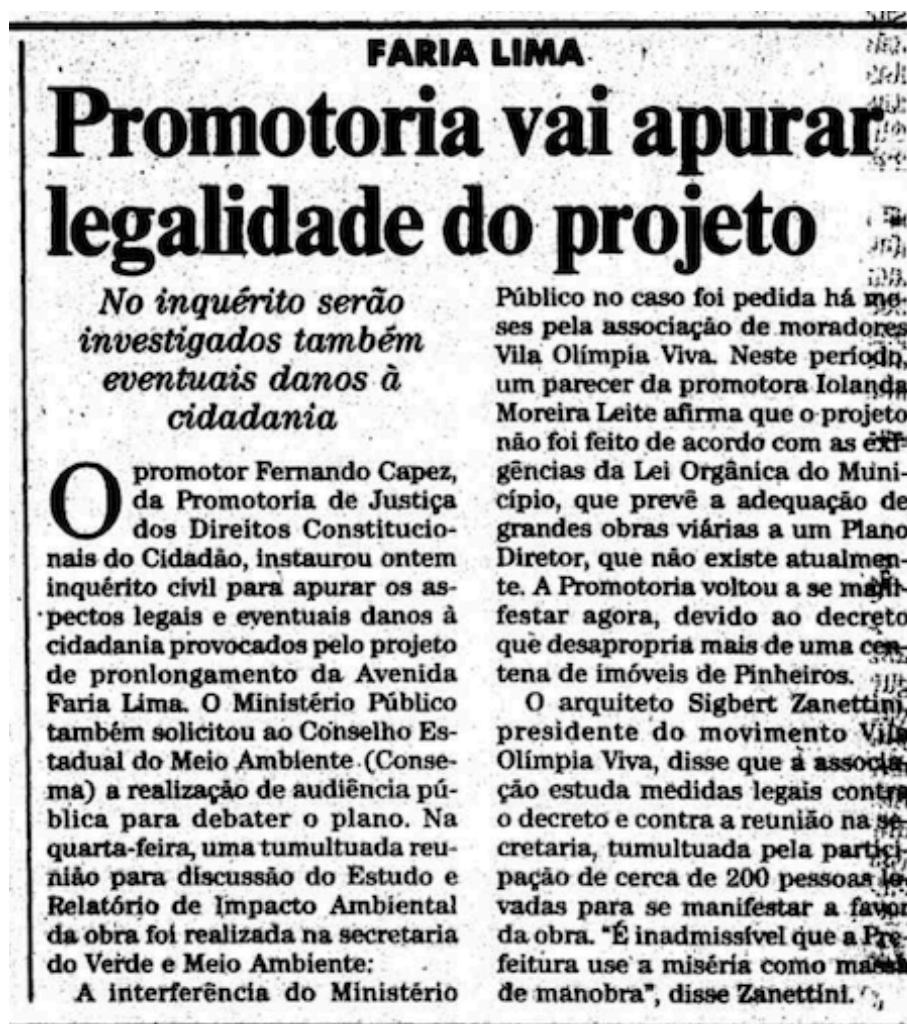 FARIA LIMA
Promotoria vai apurar
legalidade do projeto
No inquérito serão
investigados também
eventuais danos à
cidadania
O promotor Fernando Capez,
da Promotoria de Justiça
dos Direitos Constitucio-
nais do Cidadão, instaurou ontem
inquérito civil para apurar os as-
pectos legais e eventuais danos à
cidadania provocados pelo projeto
de pronlongamento da Avenida
Faria Lima. O Ministério Público
também solicitou ao Conselho Es-
tadual do Meio Ambiente (Conse-
ma) a realização de audiência pú-
blica para debater o plano. Na
quarta-feira, uma tumultuada reu-
nião para discussão do Estudo e
Relatório de Impacto Ambiental
da obra foi realizada na secretaria
do Verde e Meio Ambiente:
A interferência do Ministério
Público no caso foi pedida há me-
ses pela associação de moradores
Vila Olímpia Viva. Neste período,
um parecer da promotora Iolanda
Moreira Leite afirma que o projeto
não foi feito de acordo com as exi-
gências da Lei Orgânica do Muni-
cípio, que prevê a adequação de
grandes obras viárias a um Plano
Diretor, que não existe atualmen-
te. A Promotoria voltou a se mani-
festar agora, devido ao decreto
que desapropria mais de uma cen-
tena de imóveis de Pinheiros.
O arquiteto Sigbert Zanettini,
presidente do movimento Vila
Olímpia Viva, disse que a associa-
ção estuda medidas legais contra
o decreto e contra a reunião na se-
cretaria, tumultuada pela partici-
pação de cerca de 200 pessoas le-
vadas para se manifestar a favor
da obra. "É inadmissível que a Pre-
feitura use a miséria como massa
de manobra", disse Zanettini.